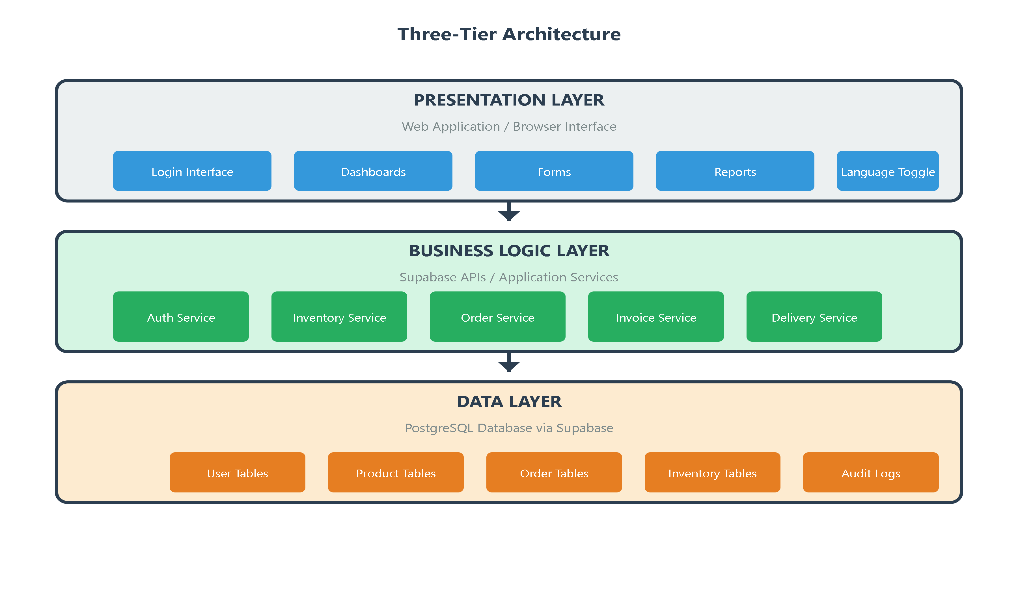 Three-Tier Architecture
PRESENTATION LAYER
Web Application / Browser Interface
Login Interface
Dashboards
Forms
Reports
Language Toggle
BUSINESS LOGIC LAYER
Supabase APIs / Application Services
Auth Service
Inventory Service
Order Service
Invoice Service
Delivery Service
DATA LAYER
PostgreSQL Database via Supabase
User Tables
Product Tables
Order Tables
Inventory Tables
Audit Logs